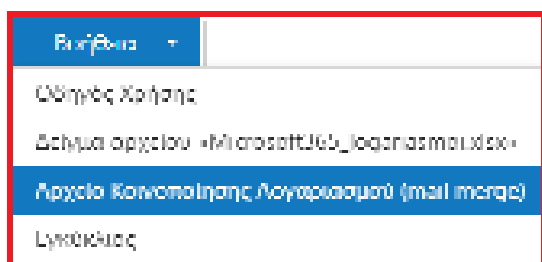 Βοήθεια
Οδηγός Χρήσης
Δείγμα αρχείου «Microsoft365_logariasmoi.xlsx»
Αρχείο Κοινοποίησης Λογαριασμού (mail merge)
Εγκύκλιος